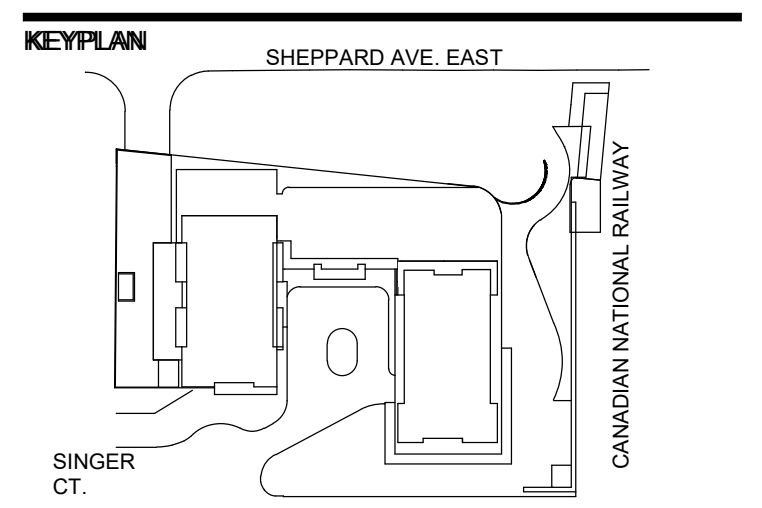 KEYPLAN
SHEPPARD AVE. EAST
CANADIAN NATIONAL RAILWAY
SINGER
CT.